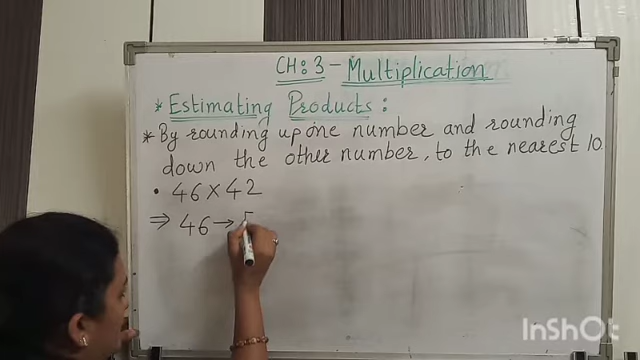 CH: 3 - Multiplication
* Estimating Products:
* By rounding up one number and rounding
down the other number, to the nearest 10
• 46 X 42
⇒ 46 →
InShOt